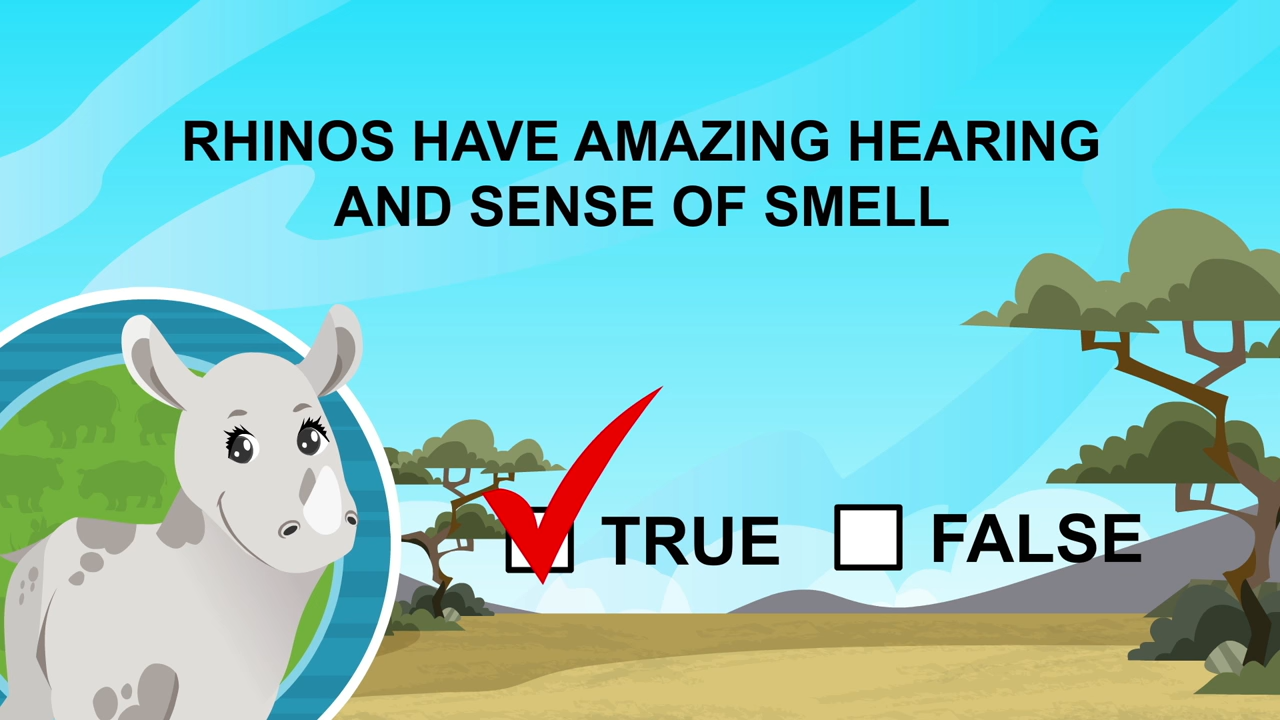 RHINOS HAVE AMAZING HEARING
AND SENSE OF SMELL
TRUE FALSE